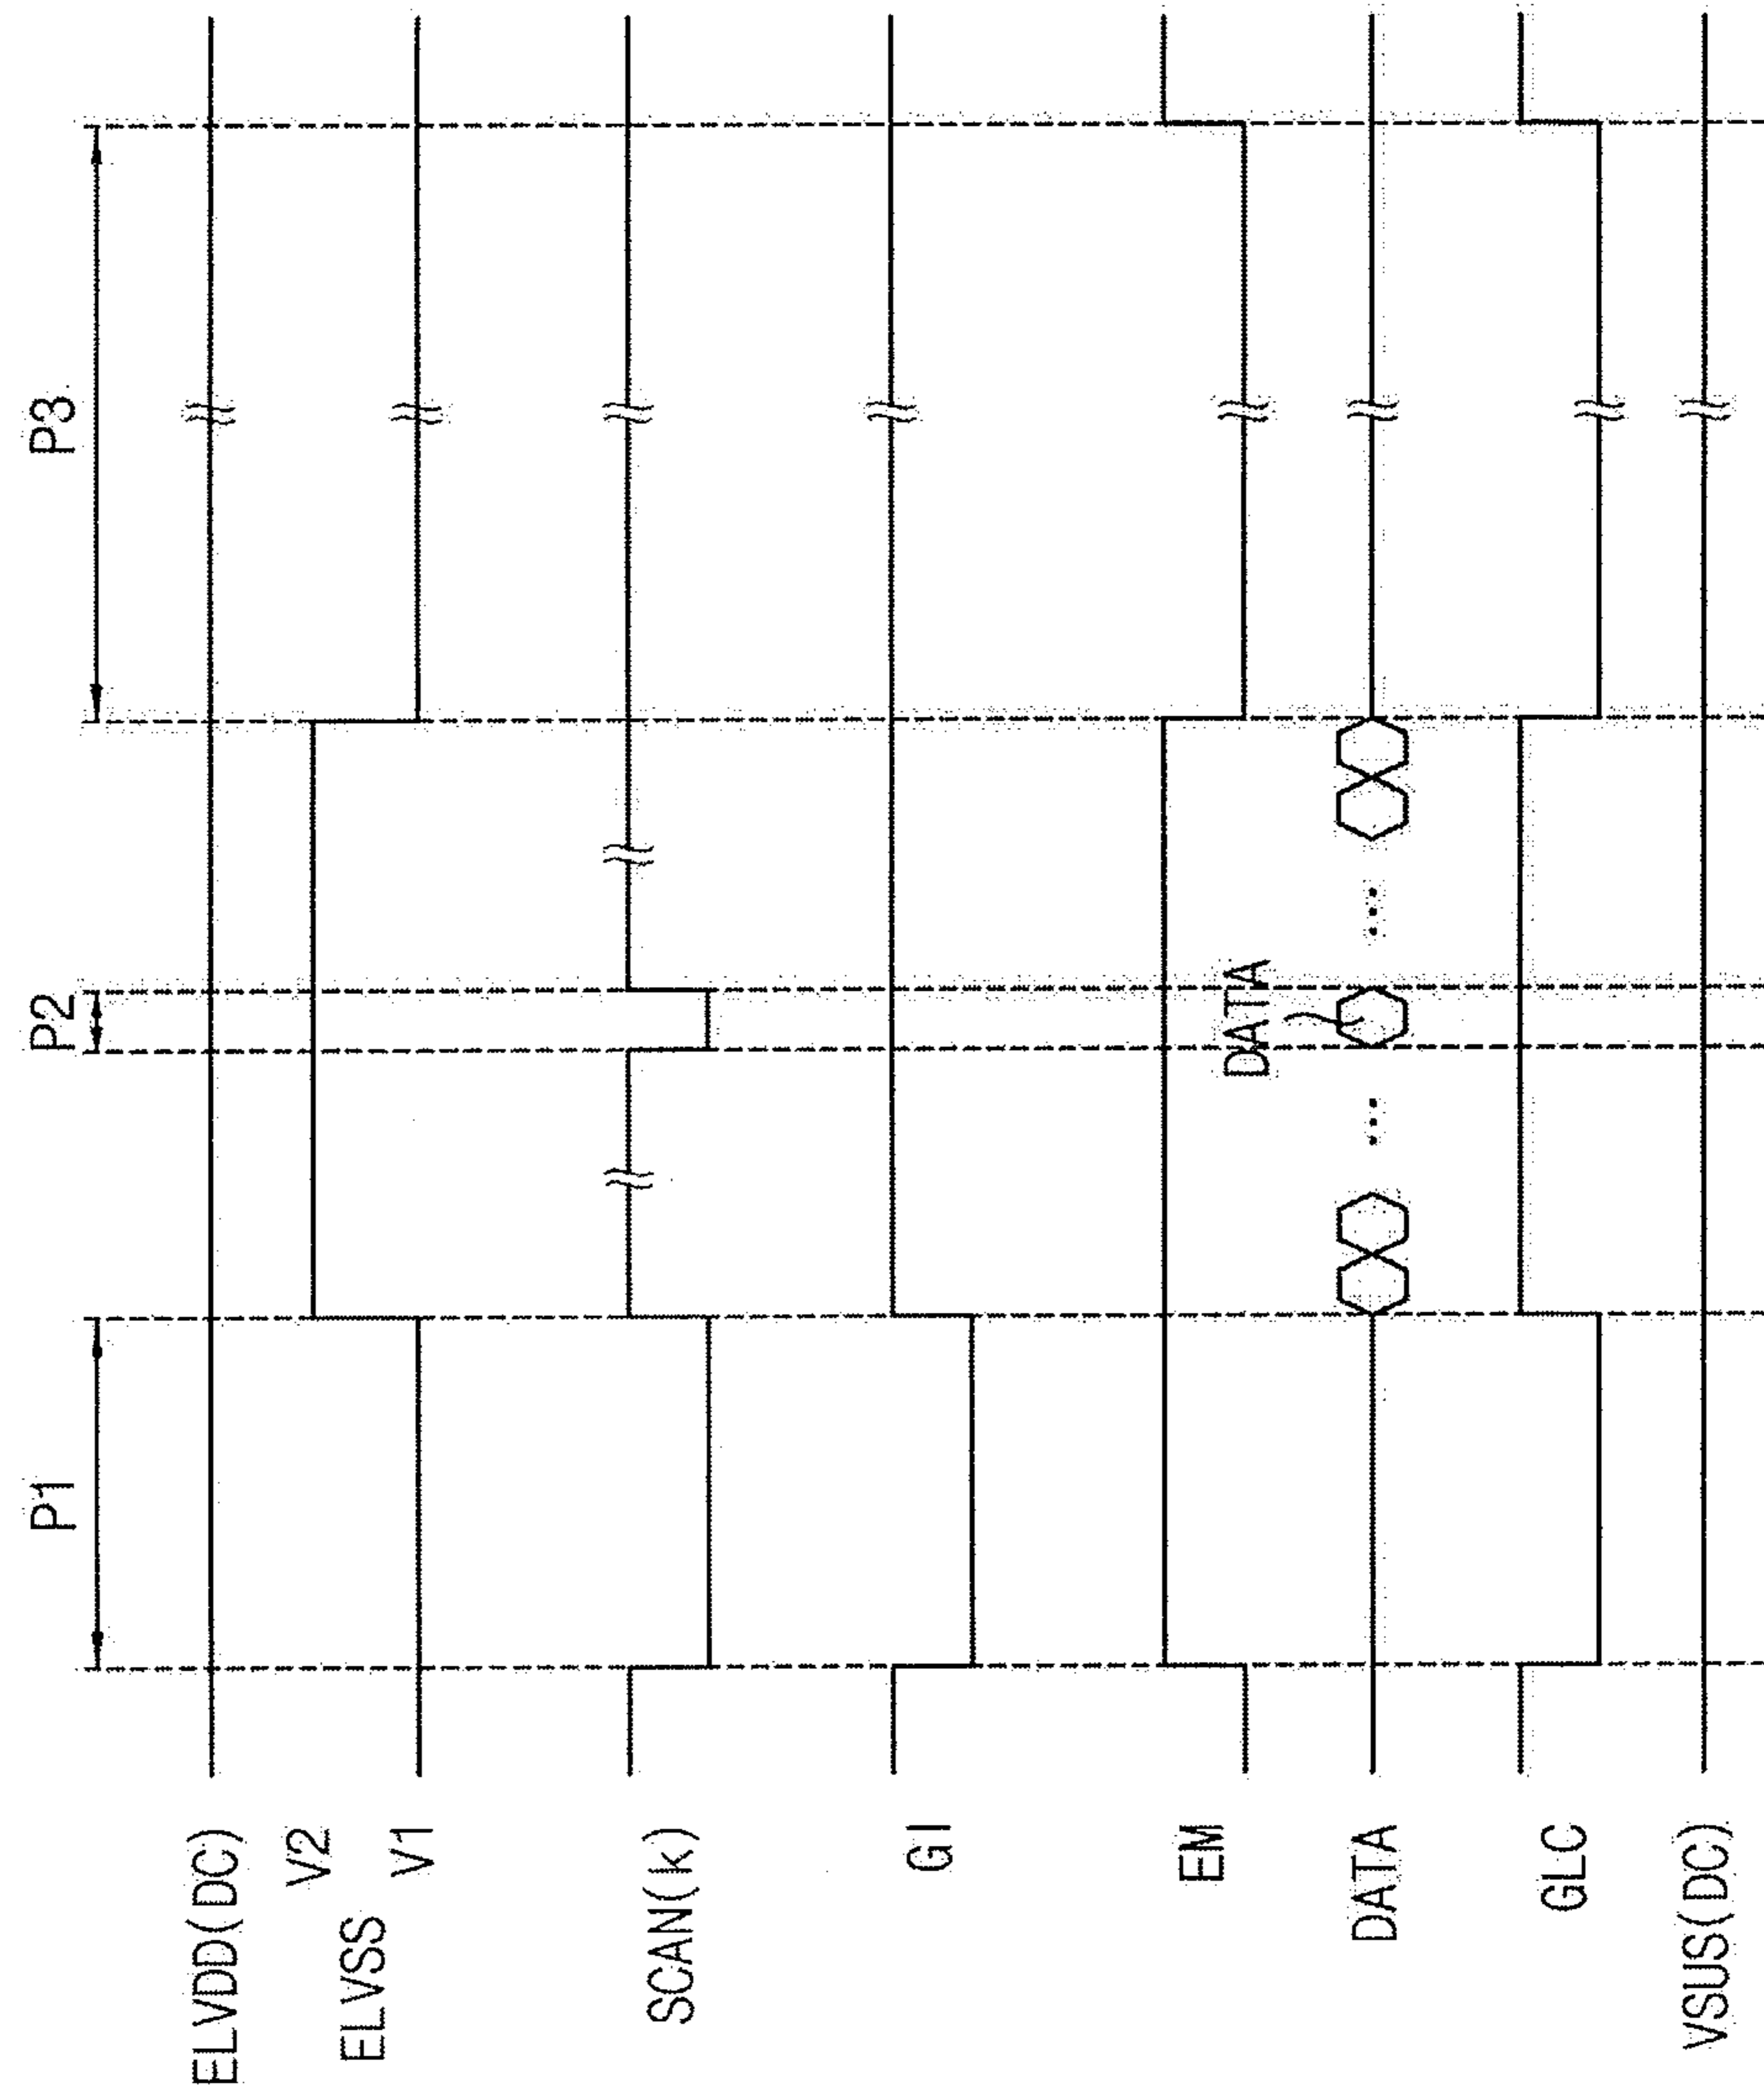 P1
P2
P3
ELVDD(DC)
V2
ELVSS
V1
SCAN(k)
GI
EM
DATA
DATA
GLC
VSUS(DC)